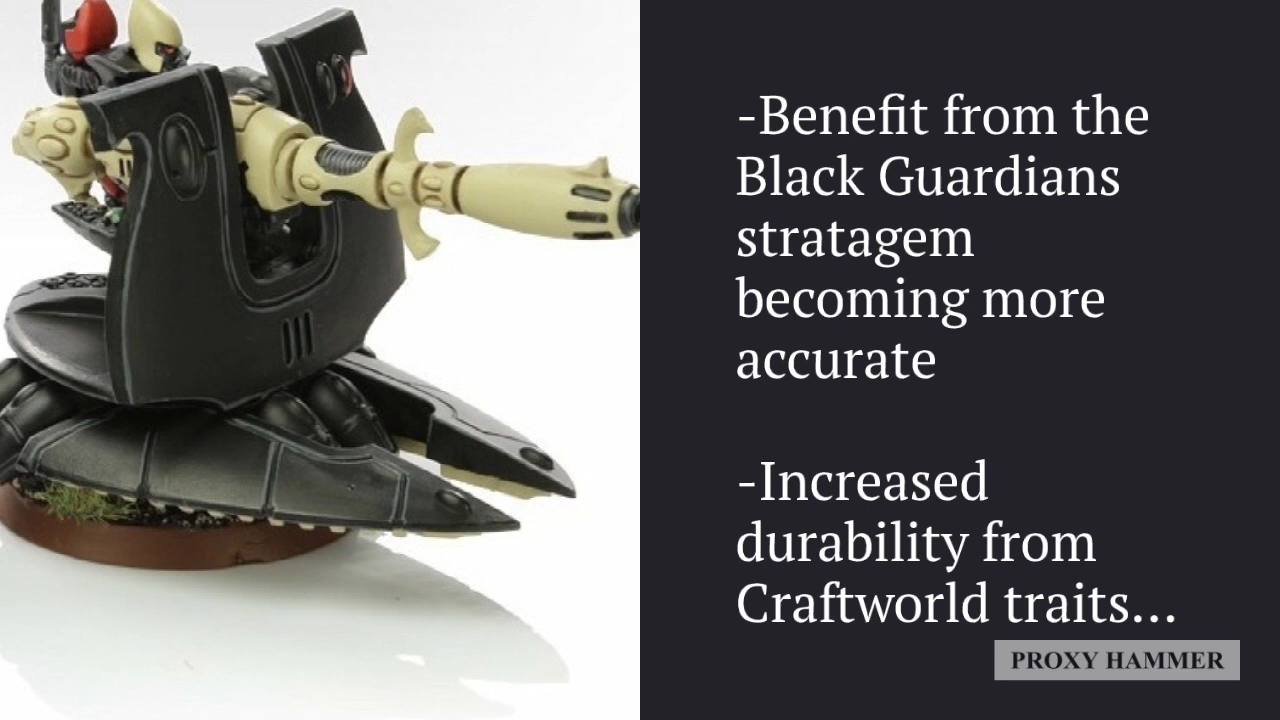 -Benefit from the
Black Guardians
stratagem
becoming more
accurate
-Increased
durability from
Craftworld traits...
PROXY HAMMER